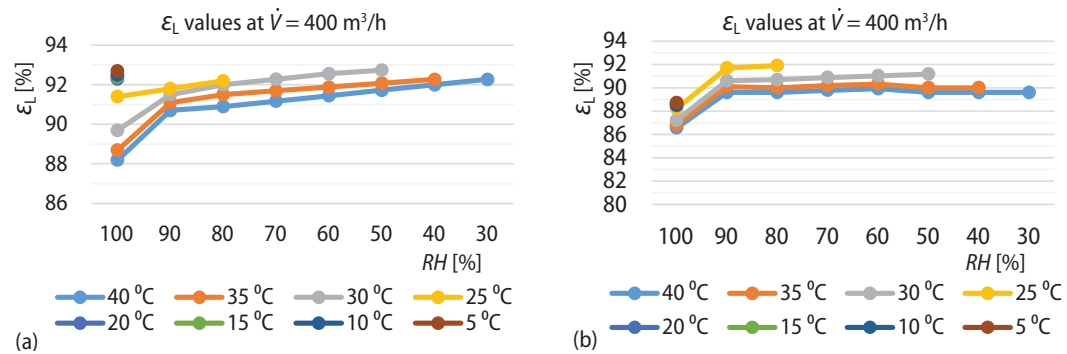 εL values at V̇ = 400 m³/h
εL [%]
94
92
90
88
86
100 90 80 70 60 50 40 30
RH [%]
40 ⁰C 35 ⁰C 30 ⁰C 25 ⁰C
20 ⁰C 15 ⁰C 10 ⁰C 5 ⁰C
(a)
εL values at V̇ = 400 m³/h
εL [%]
94
92
90
88
86
84
82
80
100 90 80 70 60 50 40 30
RH [%]
40 ⁰C 35 ⁰C 30 ⁰C 25 ⁰C
20 ⁰C 15 ⁰C 10 ⁰C 5 ⁰C
(b)